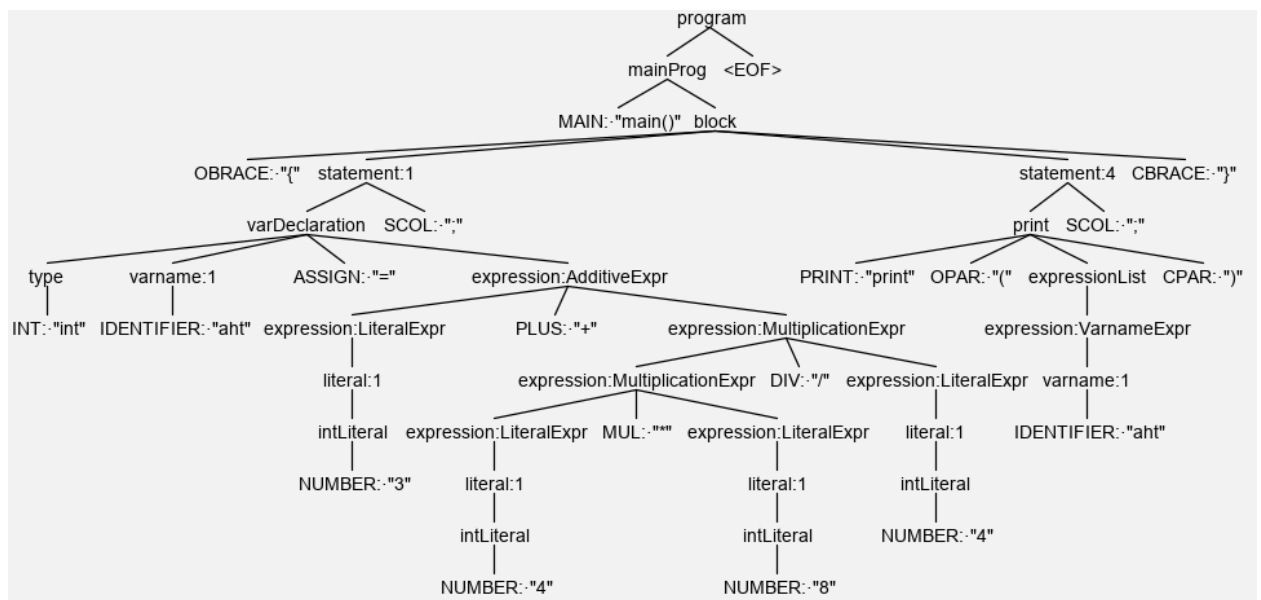 program
mainProg <EOF>
MAIN:·"main()" block
OBRACE:·"{" statement:1 statement:4 CBRACE:·"}"
varDeclaration SCOL:·";" print SCOL:·";"
type varname:1 ASSIGN:·"=" expression:AdditiveExpr PRINT:·"print" OPAR:·"(" expressionList CPAR:·")"
INT:·"int" IDENTIFIER:·"aht" expression:LiteralExpr PLUS:·"+" expression:MultiplicationExpr expression:VarnameExpr
literal:1 expression:MultiplicationExpr DIV:·"/" expression:LiteralExpr varname:1
intLiteral expression:LiteralExpr MUL:·"*" expression:LiteralExpr literal:1 IDENTIFIER:·"aht"
NUMBER:·"3" literal:1 literal:1 intLiteral
intLiteral intLiteral NUMBER:·"4"
NUMBER:·"4" NUMBER:·"8"